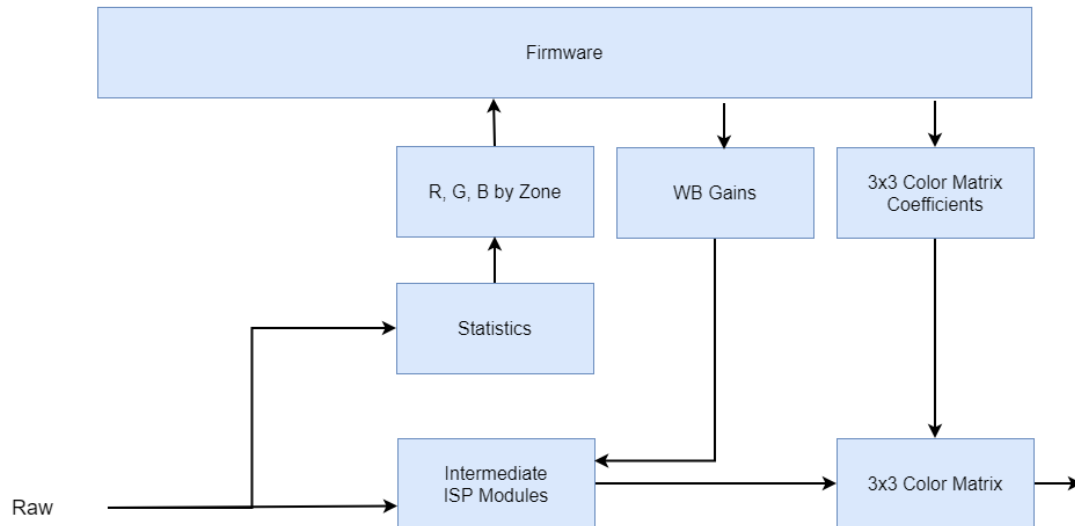 Firmware
R, G, B by Zone
WB Gains
3x3 Color Matrix
Coefficients
Statistics
Raw
Intermediate
ISP Modules
3x3 Color Matrix